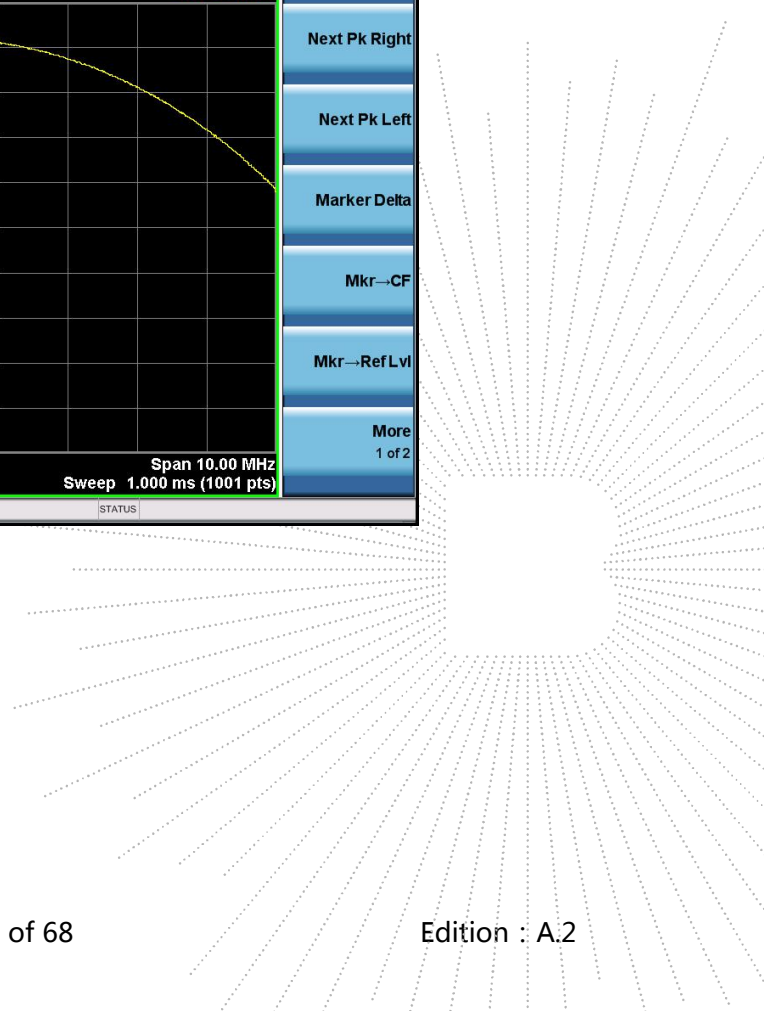 Next Pk Right
Next Pk Left
Marker Delta
Mkr→CF
Mkr→Ref Lvl
More
1 of 2
Span 10.00 MHz
Sweep 1.000 ms (1001 pts)
STATUS
of 68
Edition : A.2